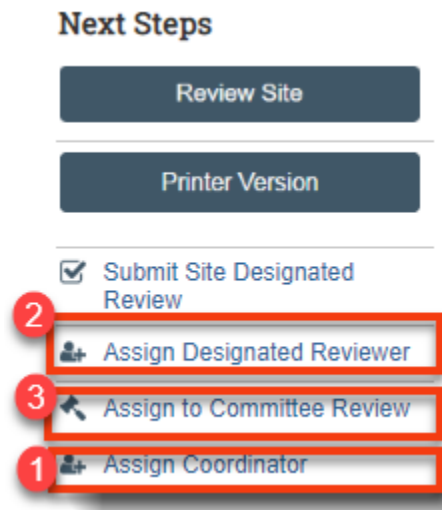 Next Steps
Review Site
Printer Version
Submit Site Designated
Review
2
Assign Designated Reviewer
3
Assign to Committee Review
1
Assign Coordinator